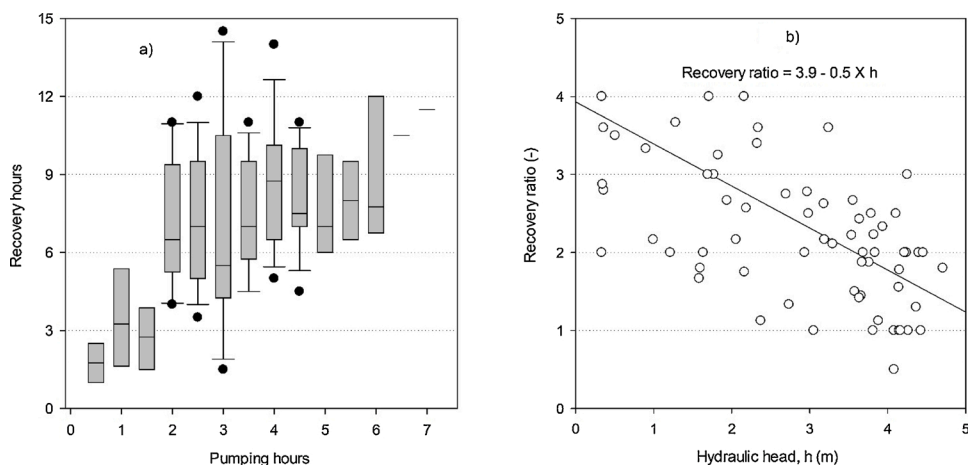 a)
15
12
9
6
3
0
Recovery hours
0 1 2 3 4 5 6 7
Pumping hours
b)
Recovery ratio = 3.9 - 0.5 X h
5
4
3
2
1
0
Recovery ratio (-)
0 1 2 3 4 5
Hydraulic head, h (m)